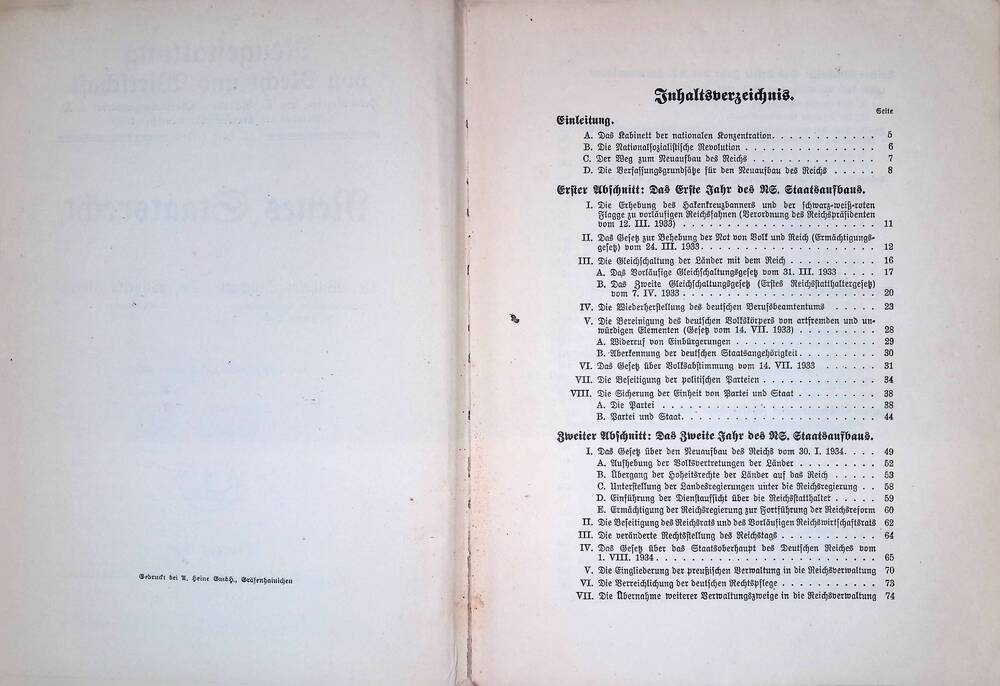 Gedruckt bei A. Heine GmbH., Gräfenhainichen
Inhaltsverzeichnis.
Seite
Einleitung.
A. Das Kabinett der nationalen Konzentration. . . . . . . . . . . . 5
B. Die Nationalsozialistische Revolution . . . . . . . . . . . . . . . 6
C. Der Weg zum Neuaufbau des Reichs . . . . . . . . . . . . . . 7
D. Die Verfassungsgrundsätze für den Neuaufbau des Reichs . . . . . 8
Erster Abschnitt: Das Erste Jahr des NS. Staatsaufbaus.
I. Die Erhebung des Hakenkreuzbanners und der schwarz-weiß-roten
Flagge zu vorläufigen Reichsfahnen (Verordnung des Reichspräsidenten
vom 12. III. 1933) . . . . . . . . . . . . . . . . . . . . . . . 11
II. Das Gesetz zur Behebung der Not von Volk und Reich (Ermächtigungs-
gesetz) vom 24. III. 1933. . . . . . . . . . . . . . . . . . . . 12
III. Die Gleichschaltung der Länder mit dem Reich . . . . . . . . . . 16
A. Das Vorläufige Gleichschaltungsgesetz vom 31. III. 1933 . . . . 17
B. Das Zweite Gleichschaltungsgesetz (Erstes Reichsstatthaltergesetz)
vom 7. IV. 1933 . . . . . . . . . . . . . . . . . . . . . . 20
IV. Die Wiederherstellung des deutschen Berufsbeamtentums . . . . . 23
V. Die Bereinigung des deutschen Volkskörpers von artfremden und un-
würdigen Elementen (Gesetz vom 14. VII. 1933) . . . . . . . . . 28
A. Widerruf von Einbürgerungen . . . . . . . . . . . . . . . . . 29
B. Aberkennung der deutschen Staatsangehörigkeit. . . . . . . . . 30
VI. Das Gesetz über Volksabstimmung vom 14. VII. 1933 . . . . . . 31
VII. Die Beseitigung der politischen Parteien . . . . . . . . . . . . . 34
VIII. Die Sicherung der Einheit von Partei und Staat . . . . . . . . . 38
A. Die Partei . . . . . . . . . . . . . . . . . . . . . . . . . 38
B. Partei und Staat. . . . . . . . . . . . . . . . . . . . . . . 44
Zweiter Abschnitt: Das Zweite Jahr des NS. Staatsaufbaus.
I. Das Gesetz über den Neuaufbau des Reichs vom 30. I. 1934. . . . 49
A. Aufhebung der Volksvertretungen der Länder . . . . . . . . . 52
B. Übergang der Hoheitsrechte der Länder auf das Reich . . . . . 53
C. Unterstellung der Landesregierungen unter die Reichsregierung . . 58
D. Einführung der Dienstaufsicht über die Reichsstatthalter . . . . . 59
E. Ermächtigung der Reichsregierung zur Fortführung der Reichsreform 60
II. Die Beseitigung des Reichsrats und des Vorläufigen Reichswirtschaftsrats 62
III. Die veränderte Rechtsstellung des Reichstags . . . . . . . . . . . 64
IV. Das Gesetz über das Staatsoberhaupt des Deutschen Reiches vom
1. VIII. 1934 . . . . . . . . . . . . . . . . . . . . . . . . . 65
V. Die Eingliederung der preußischen Verwaltung in die Reichsverwaltung 70
VI. Die Verreichlichung der deutschen Rechtspflege . . . . . . . . . . 73
VII. Die Übernahme weiterer Verwaltungszweige in die Reichsverwaltung 74